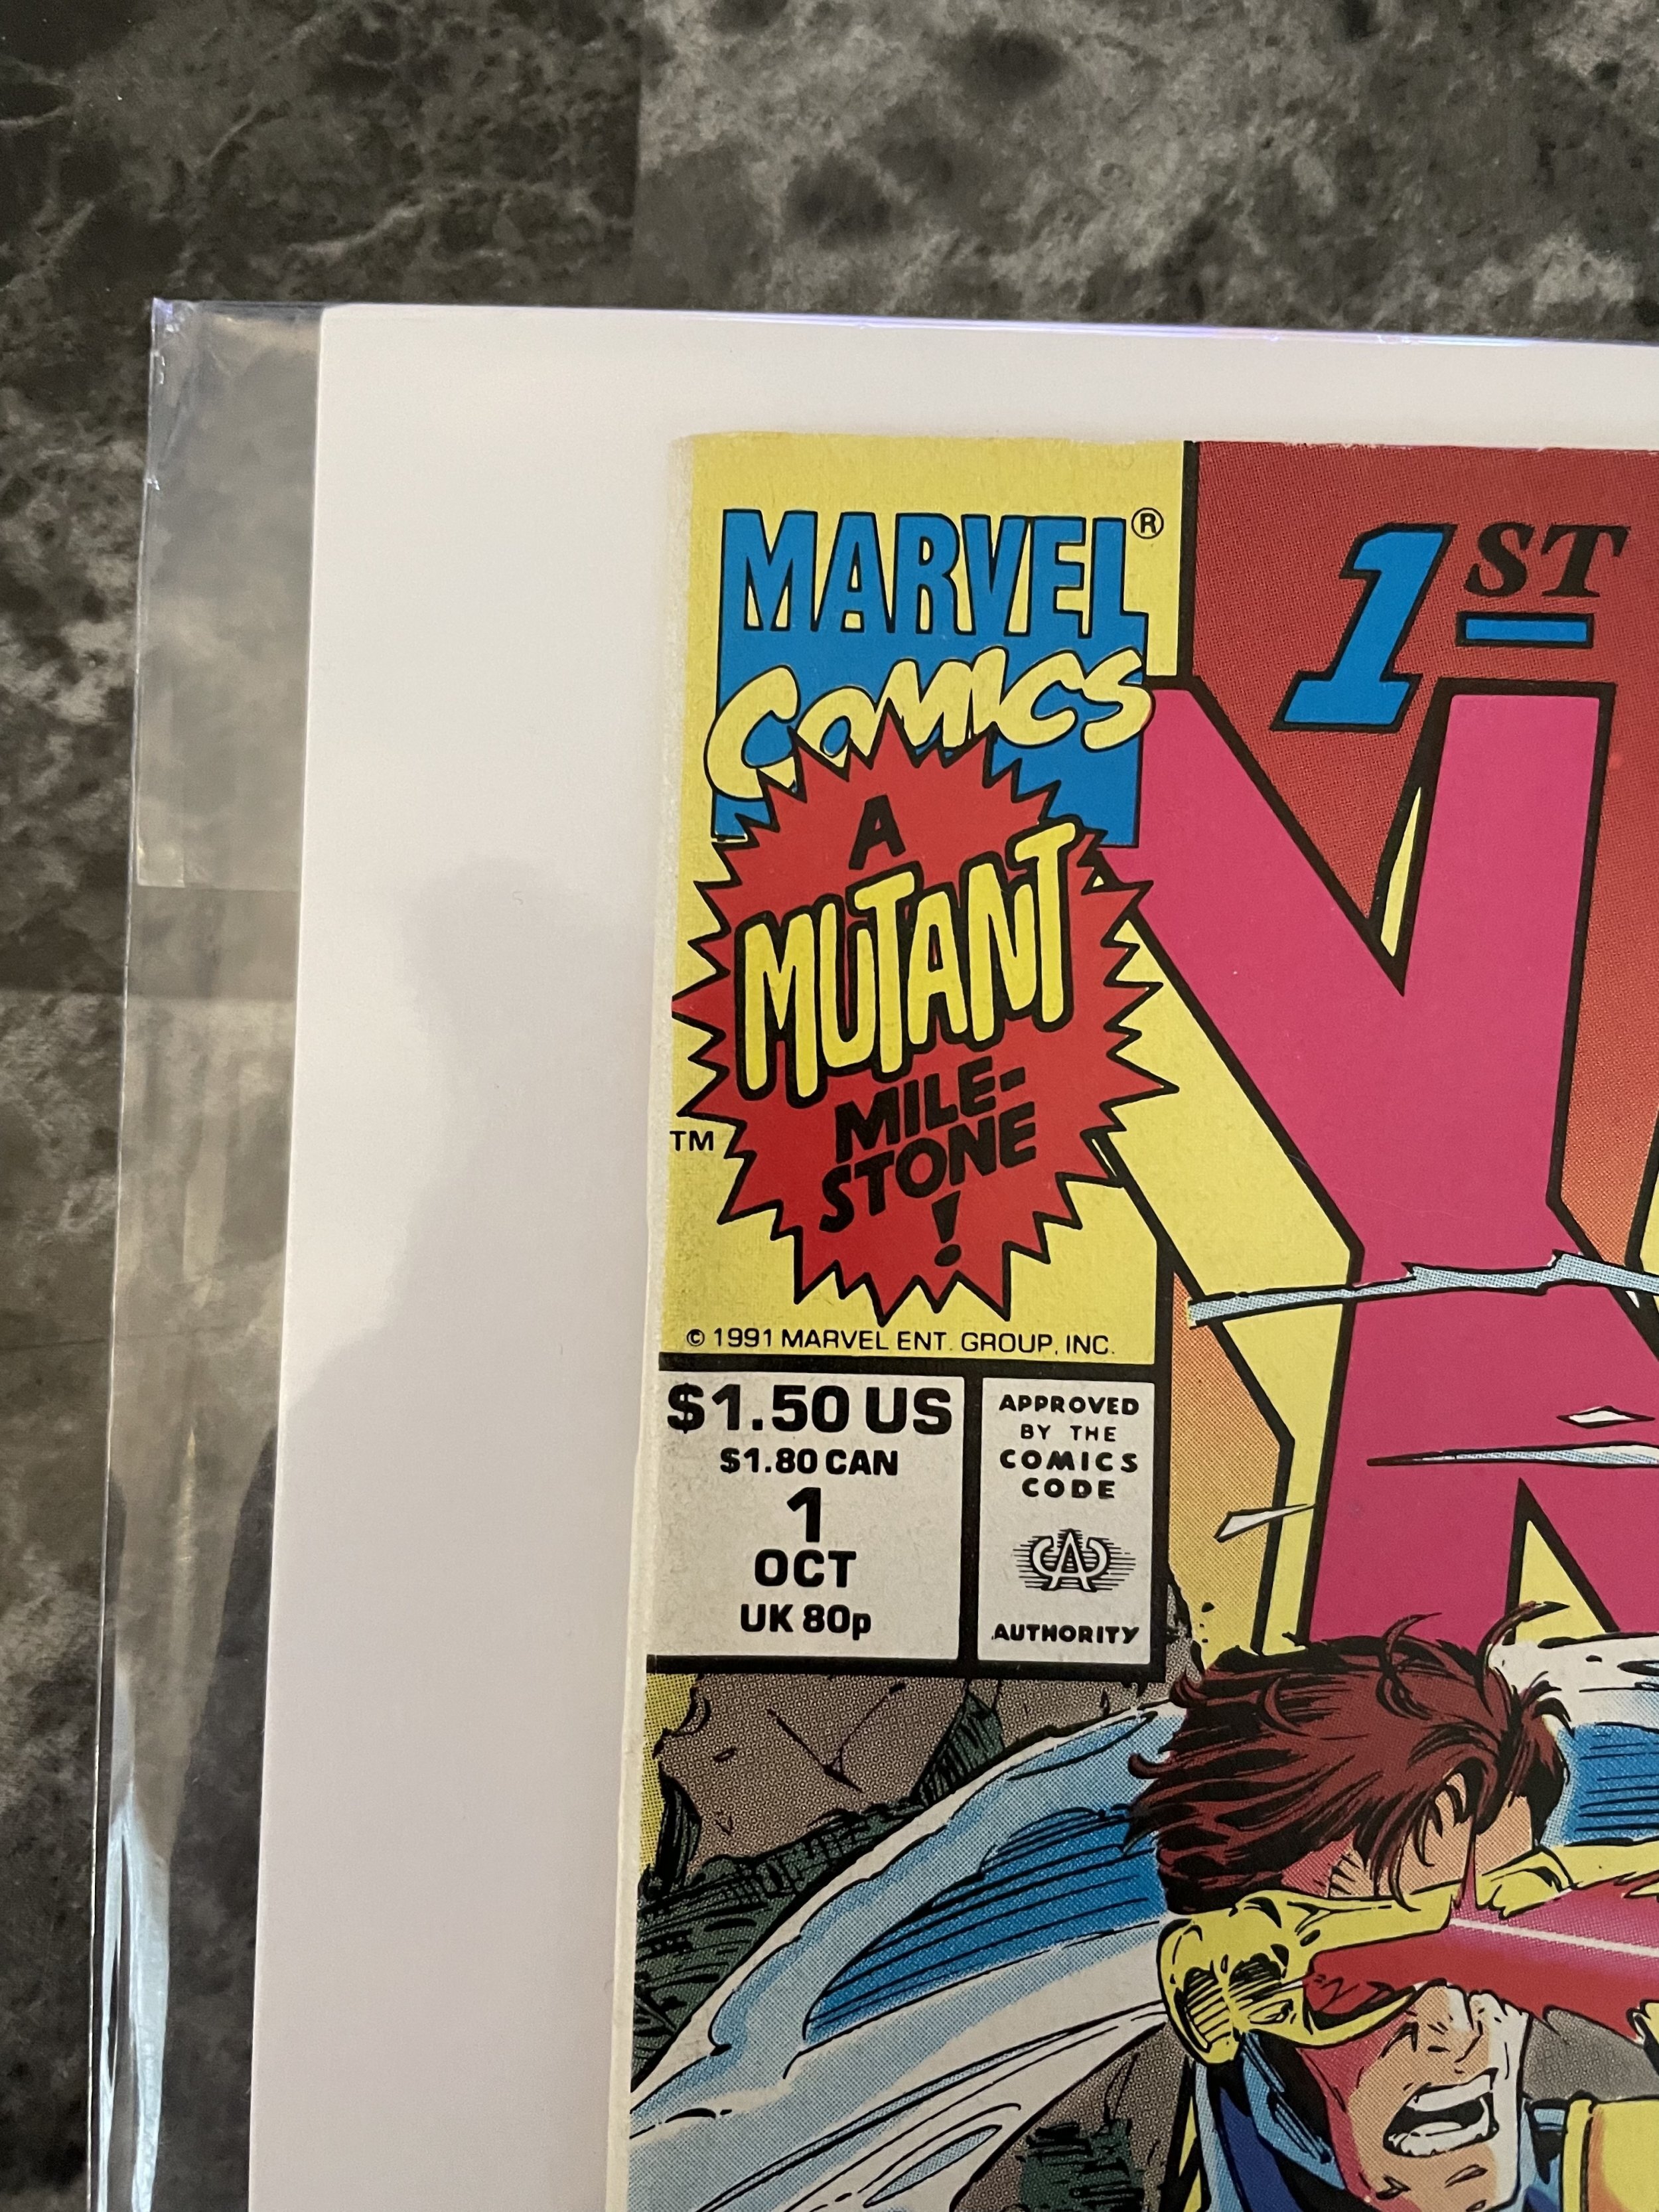 MARVEL®
COMICS
A
MUTANT
MILE-
STONE
!
TM
© 1991 MARVEL ENT. GROUP, INC.
$1.50 US
$1.80 CAN
1
OCT
UK 80p
APPROVED
BY THE
COMICS
CODE
CA
AUTHORITY
1ST
X